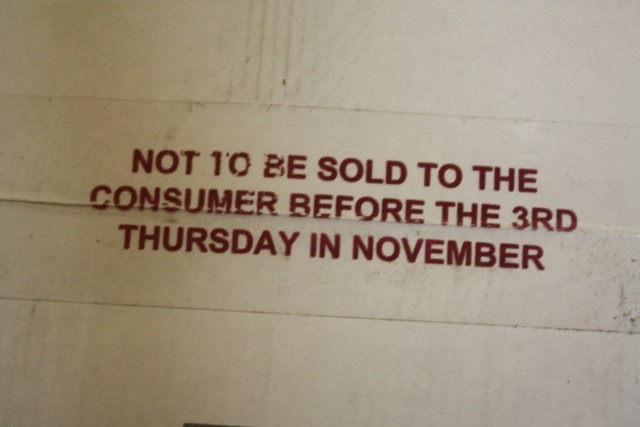 NOT TO BE SOLD TO THE
CONSUMER BEFORE THE 3RD
THURSDAY IN NOVEMBER